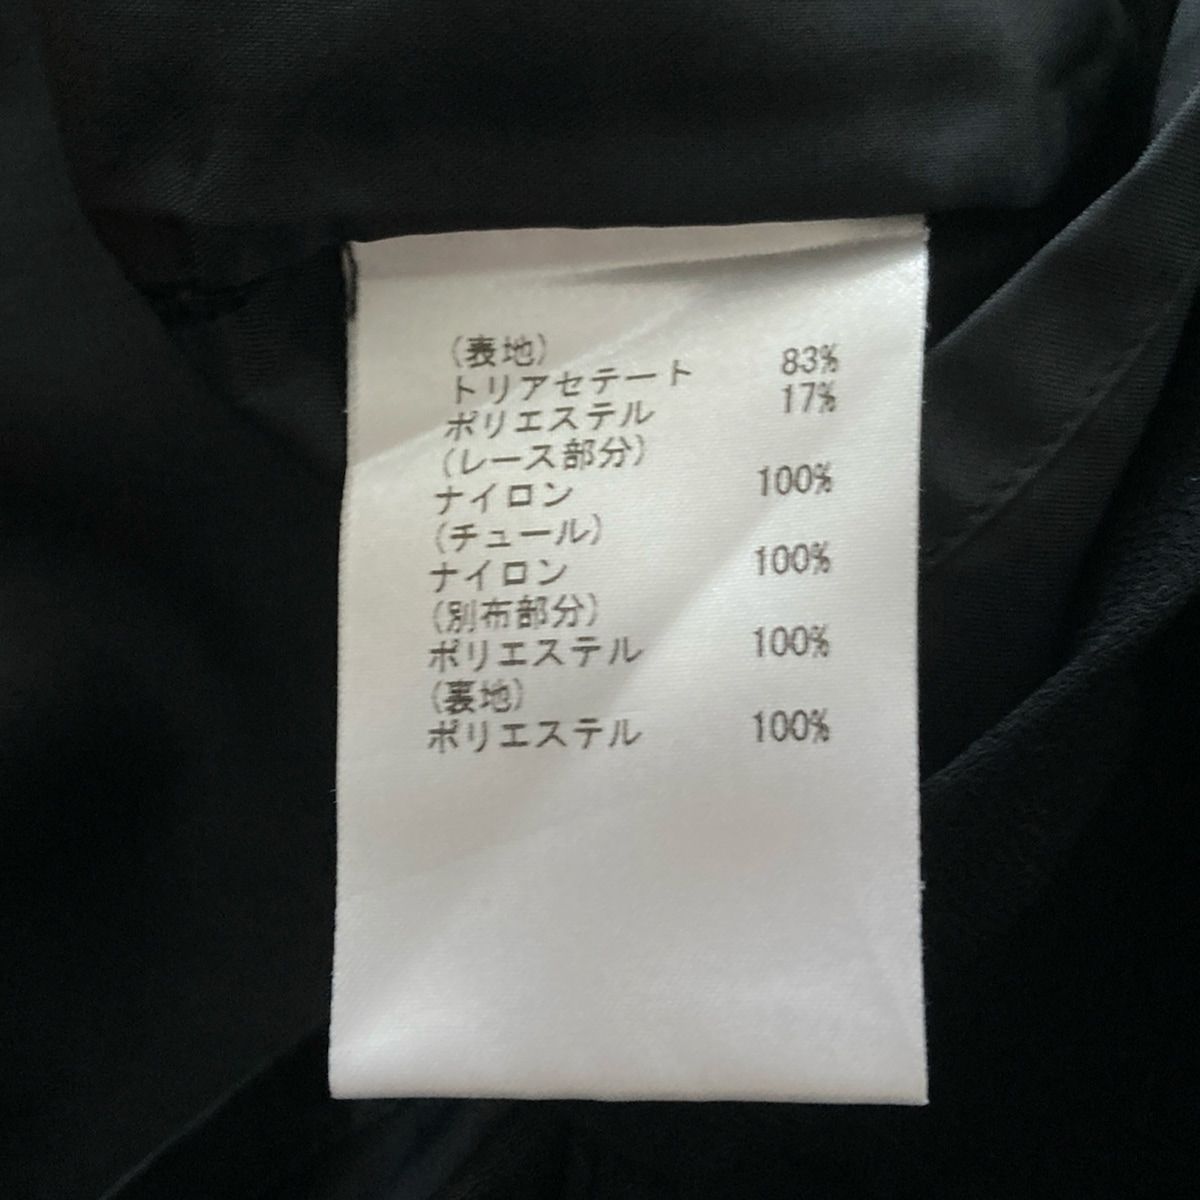 (表地)
トリアセテート 83%
ポリエステル 17%
(レース部分)
ナイロン 100%
(チュール)
ナイロン 100%
(別布部分)
ポリエステル 100%
(裏地)
ポリエステル 100%